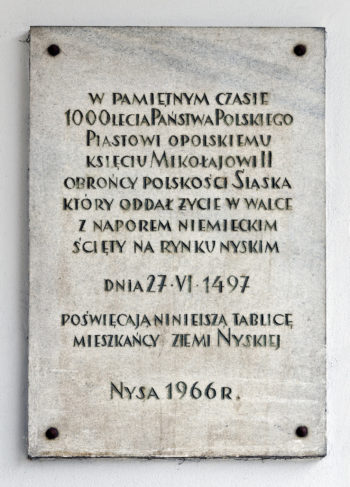 W PAMIĘTNYM CZASIE
1000LECIA PAŃSTWA POLSKIEGO
PIASTOWI OPOLSKIEMU
KSIĘCIU MIKOŁAJOWI II
OBROŃCY POLSKOŚCI ŚLĄSKA
KTÓRY ODDAŁ ŻYCIE W WALCE
Z NAPOREM NIEMIECKIM
ŚCIĘTY NA RYNKU NYSKIM
DNIA 27·VI·1497
POŚWIĘCAJĄ NINIEJSZĄ TABLICĘ
MIESZKAŃCY ZIEMI NYSKIEJ
NYSA 1966 R.